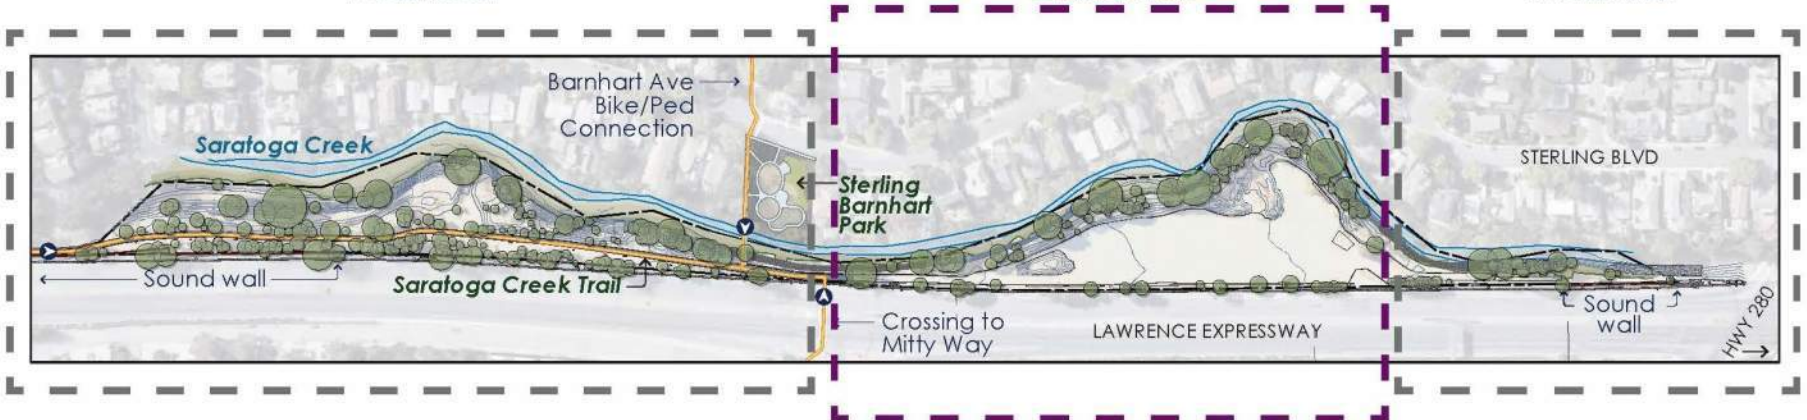 Barnhart Ave
Bike/Ped
Connection
Saratoga Creek
STERLING BLVD
Sterling
Barnhart
Park
Sound wall
Saratoga Creek Trail
Crossing to
Mitty Way
LAWRENCE EXPRESSWAY
Sound
wall
HWY 280